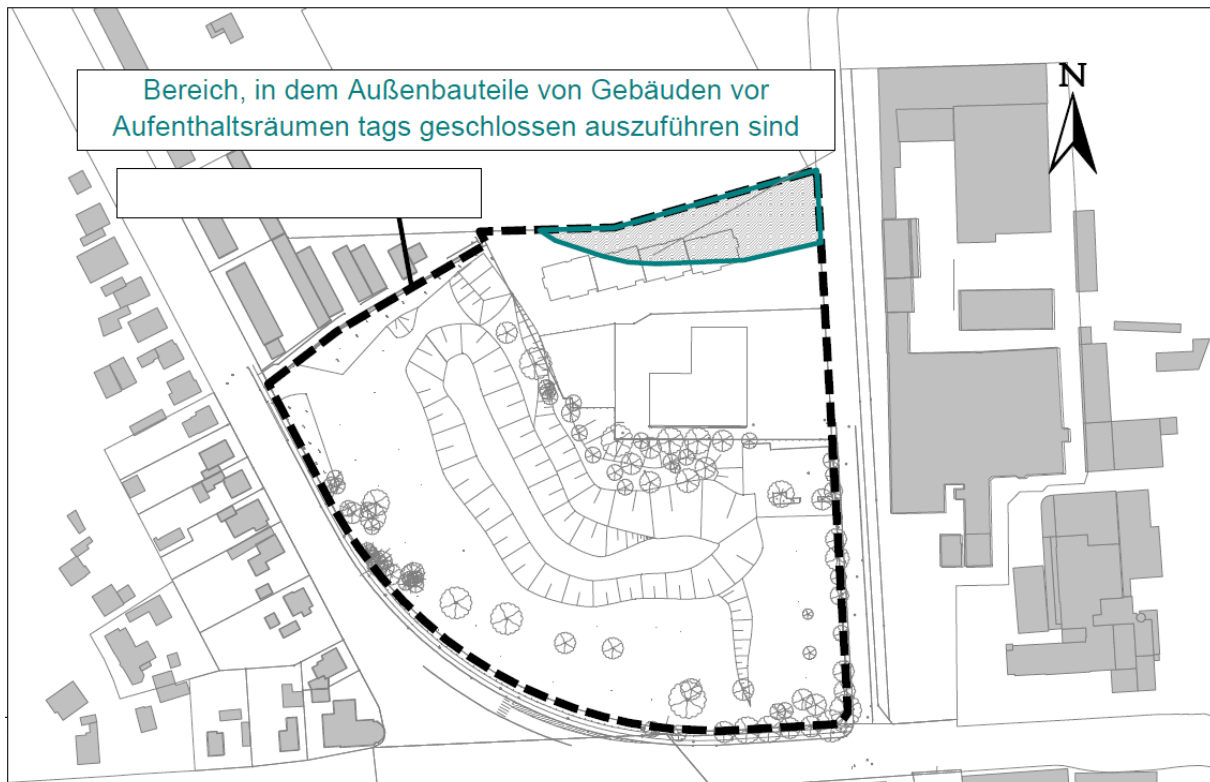 Bereich, in dem Außenbauteile von Gebäuden vor
Aufenthaltsräumen tags geschlossen auszuführen sind
N